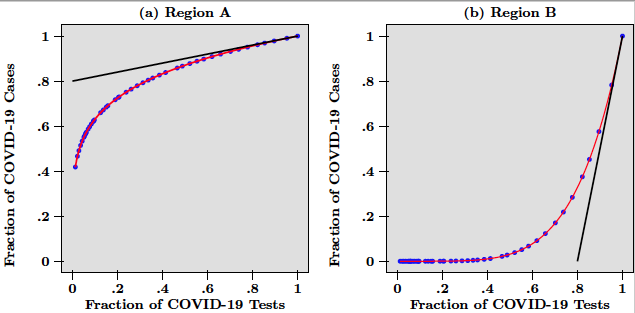 (a) Region A
1
.8
.6
.4
.2
0
Fraction of COVID-19 Cases
0 .2 .4 .6 .8 1
Fraction of COVID-19 Tests
(b) Region B
1
.8
.6
.4
.2
0
Fraction of COVID-19 Cases
0 .2 .4 .6 .8 1
Fraction of COVID-19 Tests